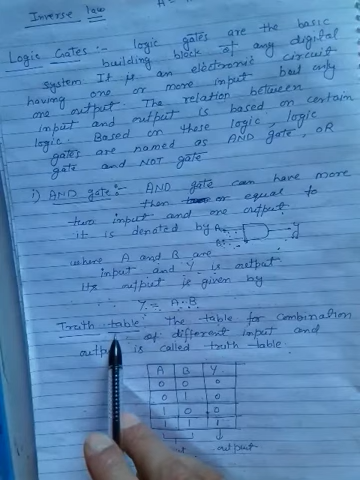 Inverse law
Logic Gates :- logic gates are the basic
building block of any digital
system It is an electronic circuit
having one or more input but only
one output. The relation between
input and output is based on certain
logic. Based on these logic, logic
gates are named as AND gate, OR
gate and NOT gate
i) AND gate :- AND gate can have more
then or equal to
two input and one output.
it is denoted by A Y
where A and B are
input and Y is output
Its output is given by
Y = A.B
Truth table: The table for combination
of different input and
output is called truth table.
A B Y
0 0 0
0 1 0
1 0 0
1 1 1
output